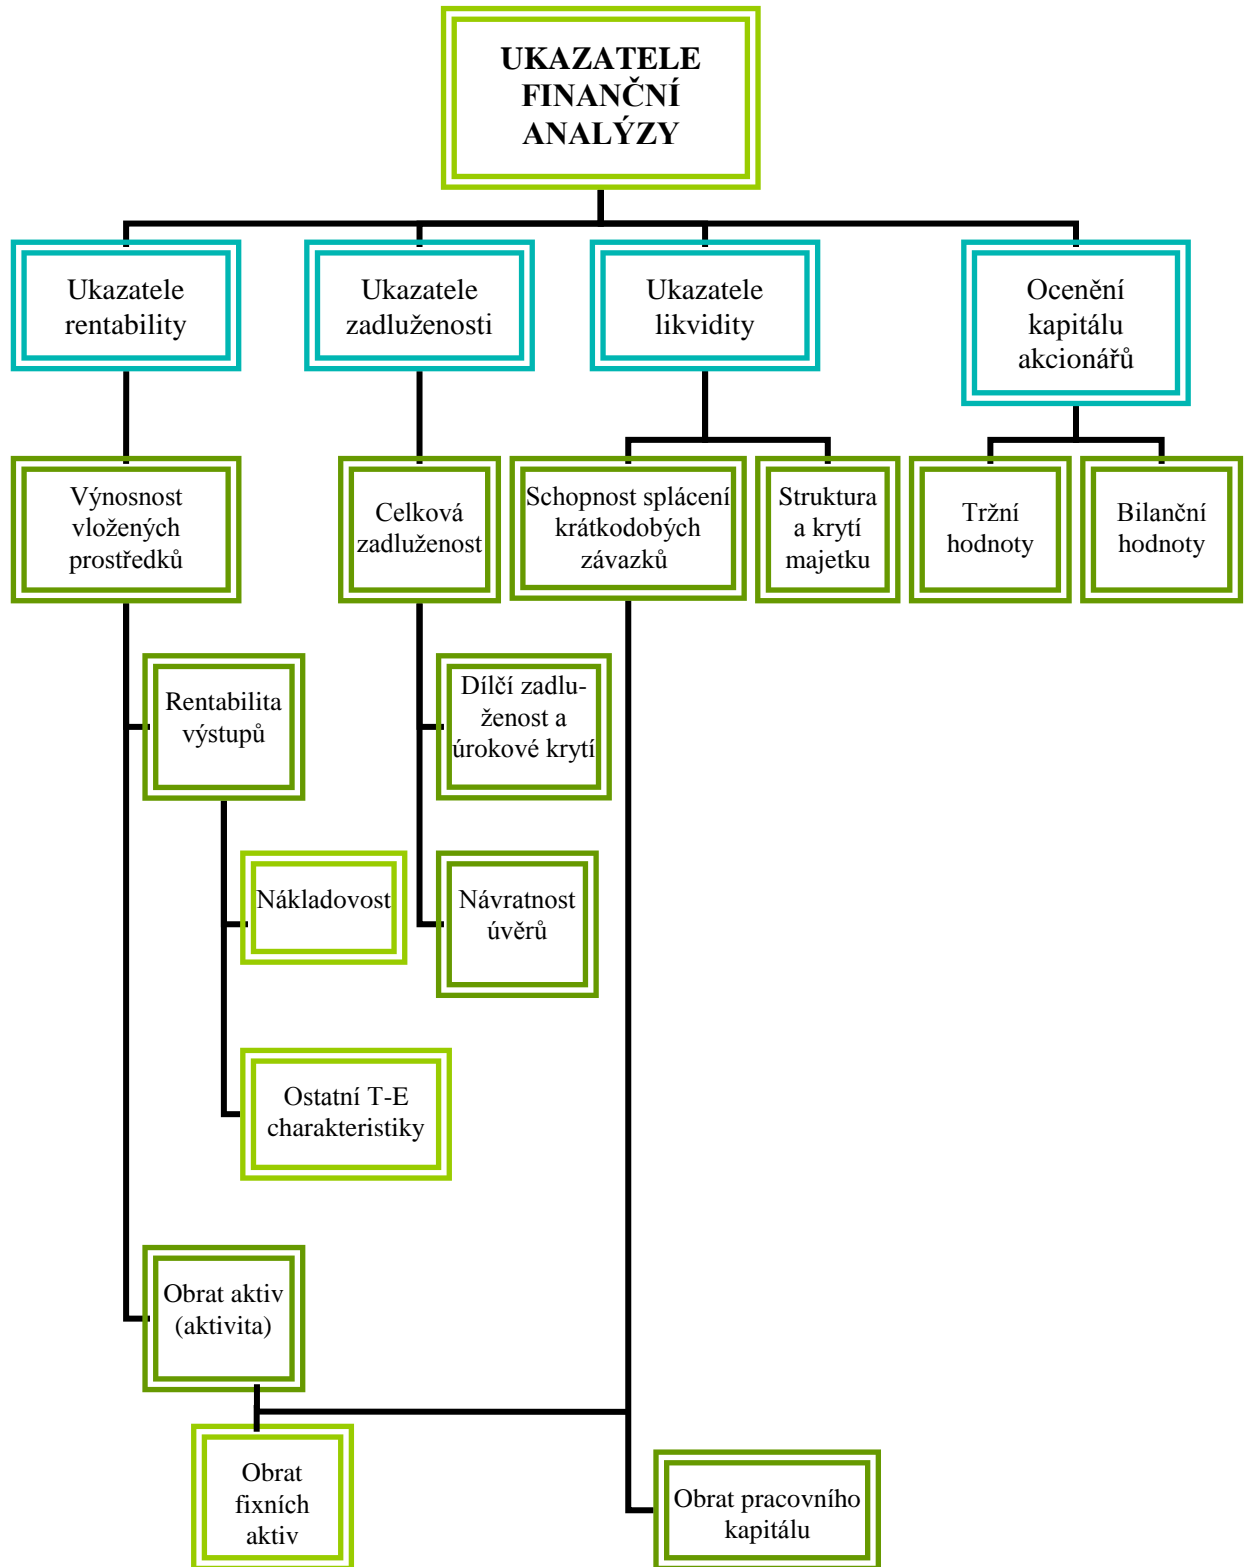 UKAZATELE
FINANČNÍ
ANALÝZY
Ukazatele
rentability
Ukazatele
zadluženosti
Ukazatele
likvidity
Ocenění
kapitálu
akcionářů
Výnosnost
vložených
prostředků
Celková
zadluženost
Schopnost splácení
krátkodobých
závazků
Struktura
a krytí
majetku
Tržní
hodnoty
Bilanční
hodnoty
Rentabilita
výstupů
Dílčí zadlu-
ženost a
úrokové krytí
Nákladovost
Návratnost
úvěrů
Ostatní T-E
charakteristiky
Obrat aktiv
(aktivita)
Obrat
fixních
aktiv
Obrat pracovního
kapitálu